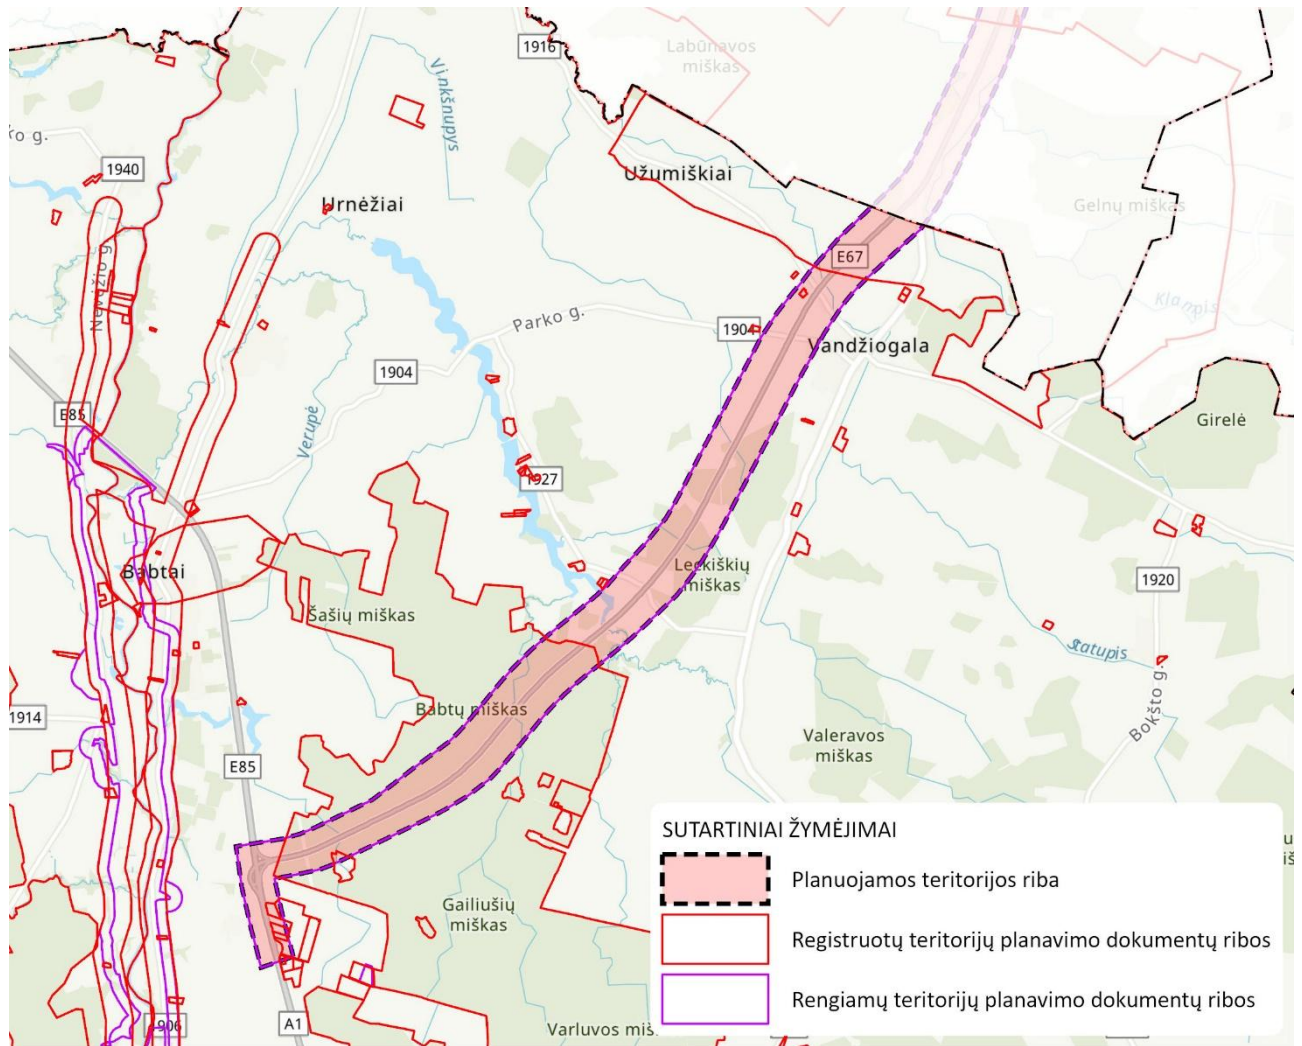 1916
Labūnavos
miškas
Vinkšnupys
ko g.
1940
Užumiškiai
Urnėžiai
Gelnų miškas
Nevėžio g.
E67
Klampis
Parko g.
1904
Vandžiogala
1904
E85
Girelė
Verupė
1927
Leckiškių
miškas
Babtai
1920
Šašių miškas
Statupis
Babtų miškas
1914
Bokšto g.
Valeravos
miškas
E85
SUTARTINIAI ŽYMĖJIMAI
Planuojamos teritorijos riba
Gailiušių
miškas
Registruotų teritorijų planavimo dokumentų ribos
Rengiamų teritorijų planavimo dokumentų ribos
A1
1906
Varluvos miš